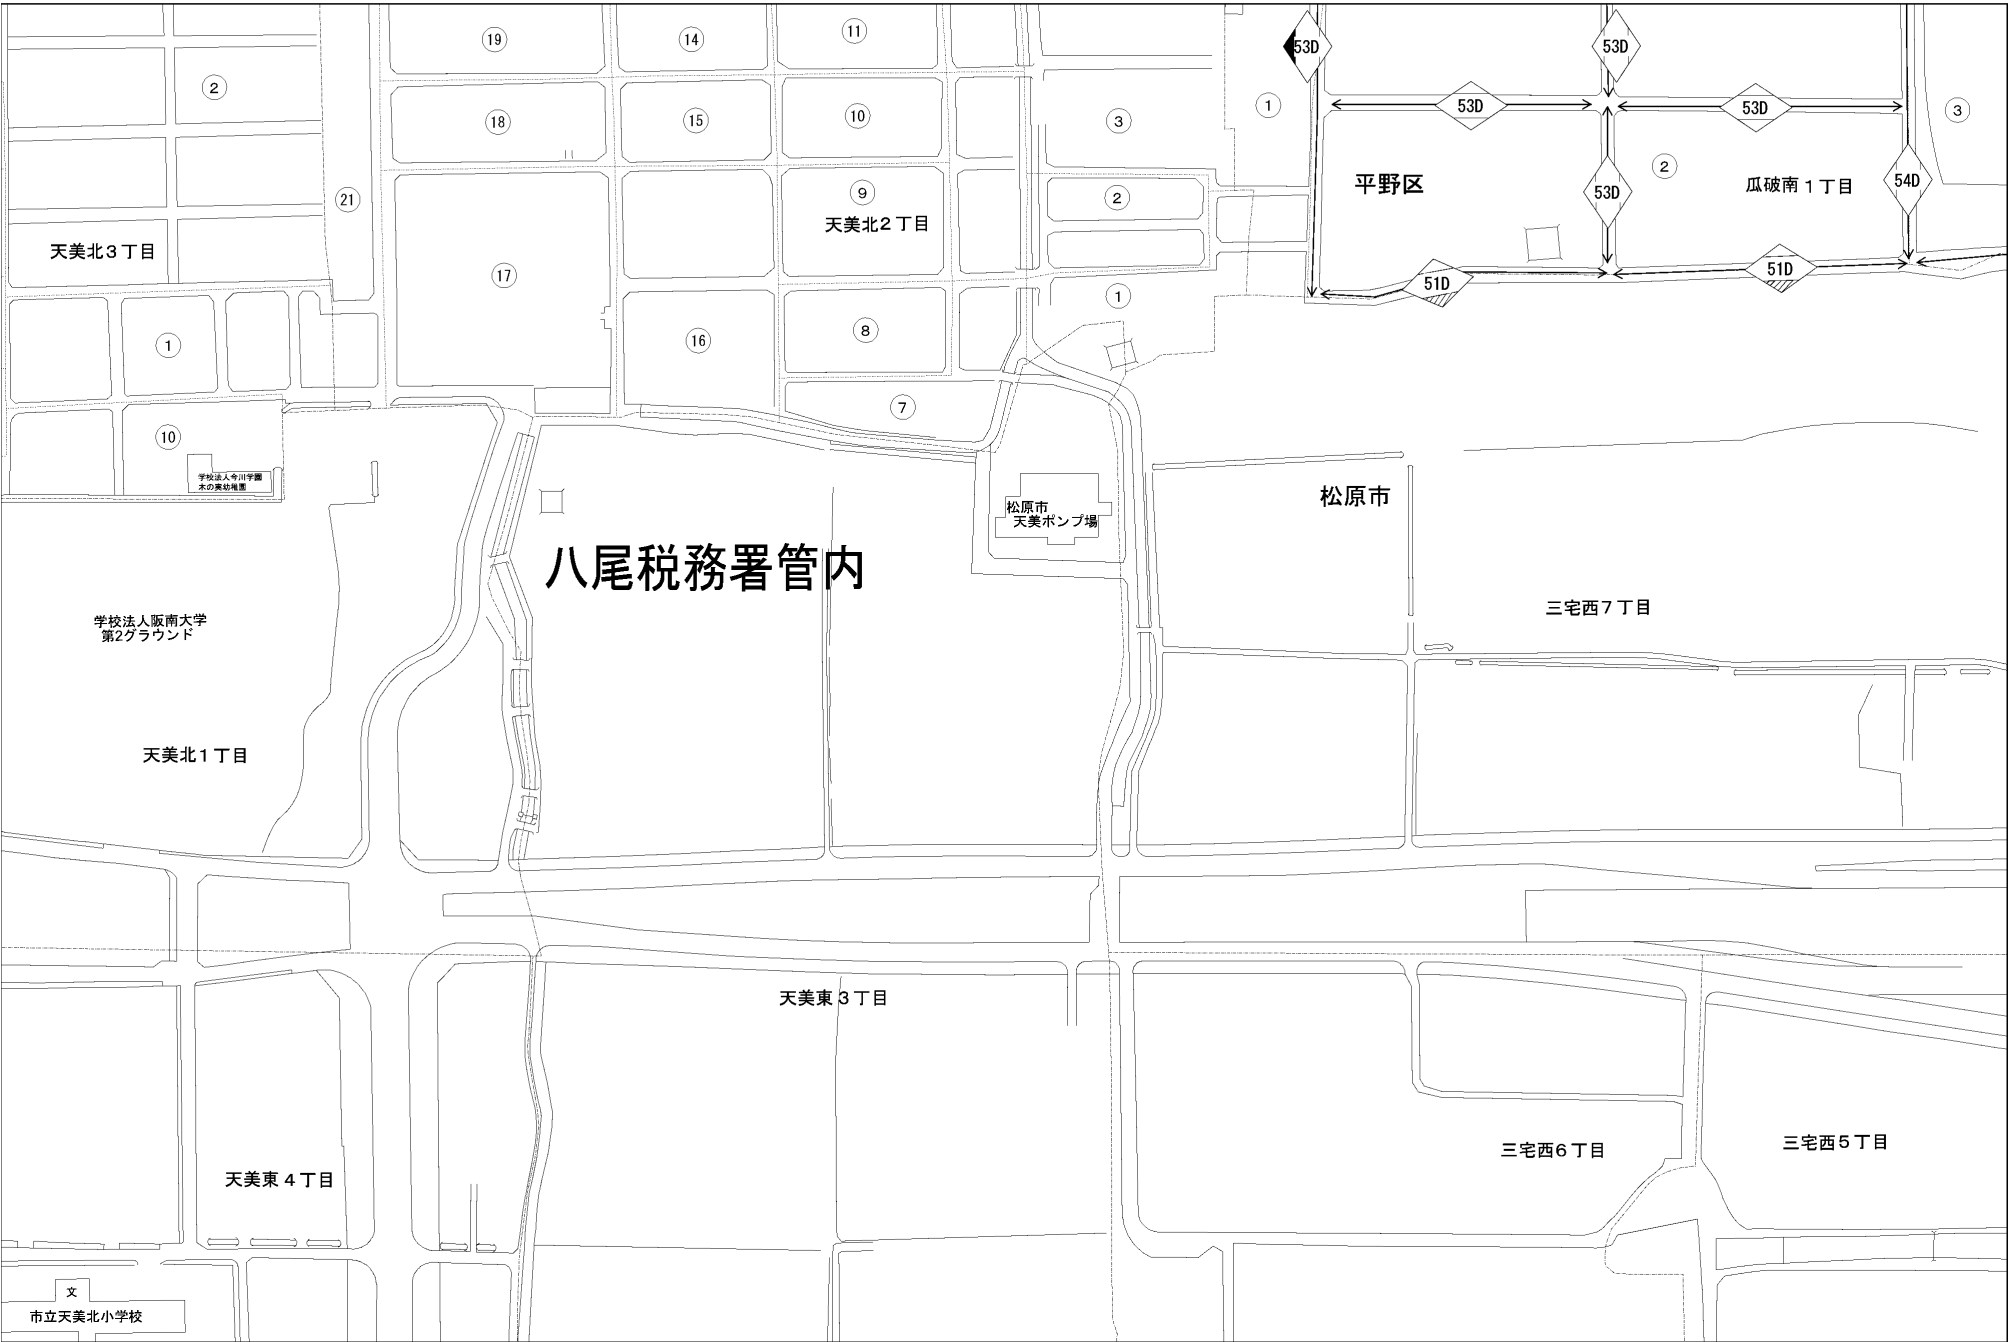 19
14
11
53D
53D
2
18
15
10
3
1
53D
53D
3
21
9
2
平野区
53D
2
瓜破南1丁目
54D
天美北3丁目
天美北2丁目
17
1
51D
51D
1
16
8
7
10
学校法人今川学園
木の実幼稚園
松原市
天美ポンプ場
松原市
八尾税務署管内
学校法人阪南大学
第2グラウンド
三宅西7丁目
天美北1丁目
天美東3丁目
三宅西6丁目
三宅西5丁目
天美東4丁目
文
市立天美北小学校